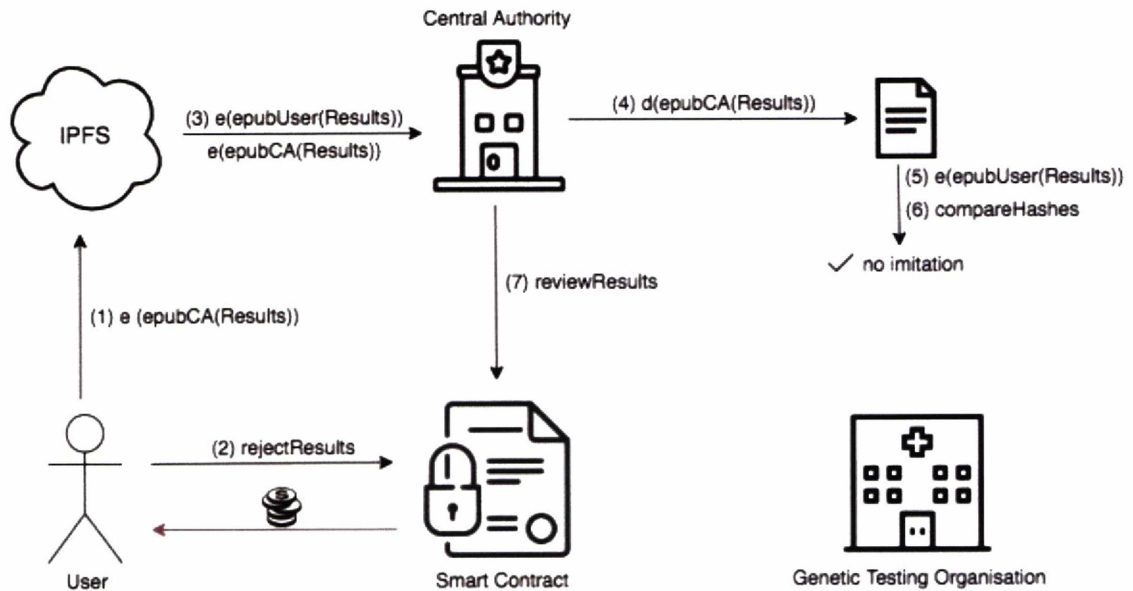 Central Authority
IPFS
(3) e(epubUser(Results))
e(epubCA(Results))
(4) d(epubCA(Results))
(5) e(epubUser(Results))
(6) compareHashes
no imitation
(7) reviewResults
(1) e (epubCA(Results))
(2) rejectResults
User
Smart Contract
Genetic Testing Organisation